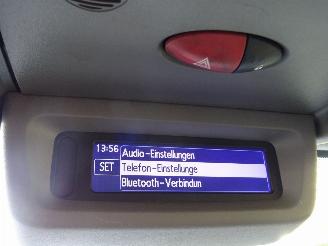 13:56
Audio-Einstellungen
SET
Telefon-Einstellunge
Bluetooth-Verbindun